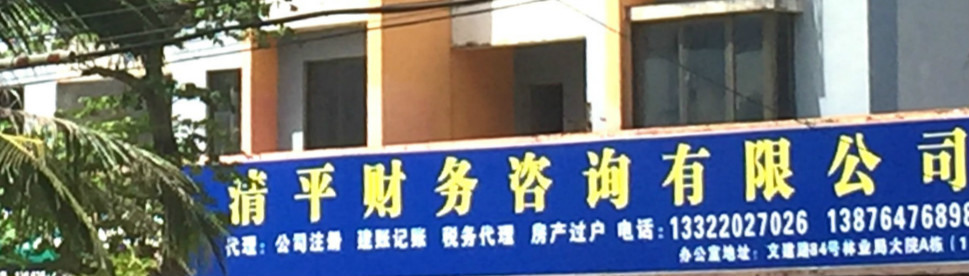 清平财务咨询有限公司
代理：公司注册 建账记账 税务代理 房产过户 电话：13322027026 13876476898
办公室地址：文建路84号林业局大院A栋（1